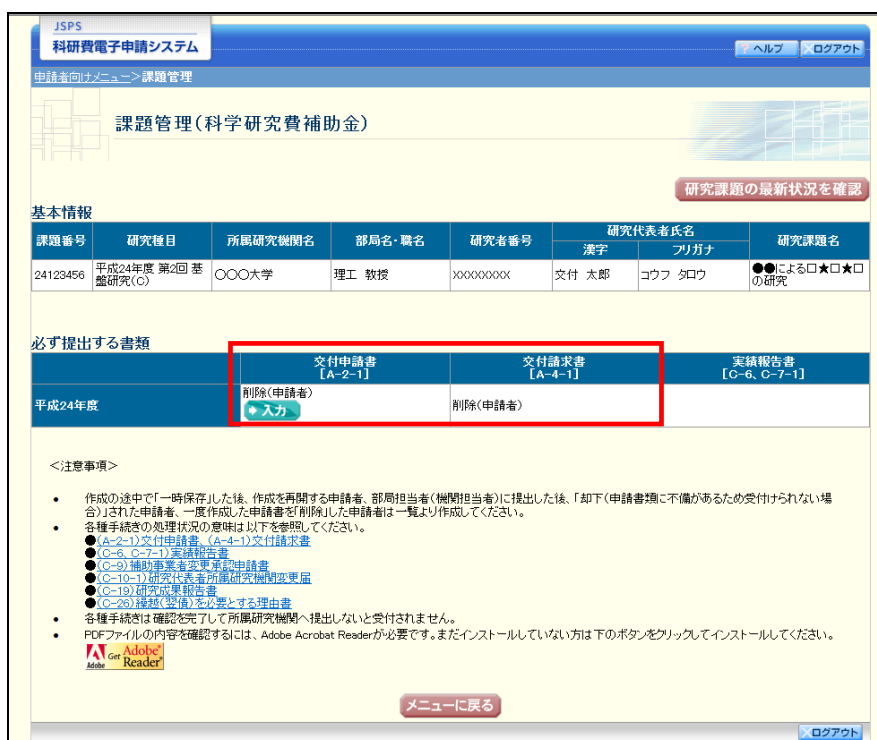 JSPS
科研費電子申請システム
? ヘルプ
×ログアウト
申請者向けメニュー>課題管理
課題管理(科学研究費補助金)
研究課題の最新状況を確認
基本情報
課題番号 研究種目 所属研究機関名 部局名・職名 研究者番号 研究代表者氏名 研究課題名
漢字 フリガナ
24123456 平成24年度 第2回 基盤研究(C) ○○○大学 理工 教授 XXXXXXXXX 交付 太郎 コウフ タロウ ●●による□★□★□の研究
必ず提出する書類
交付申請書 交付請求書 実績報告書
[A-2-1] [A-4-1] [C-6、C-7-1]
平成24年度 削除(申請者) 削除(申請者)
入力
<注意事項>
• 作成の途中で「一時保存」した後、作成を再開する申請者、部局担当者(機関担当者)に提出した後、「却下(申請書類に不備があるため受付けられない場
合)」された申請者、一度作成した申請書を「削除」した申請者は一覧より作成してください。
• 各種手続きの処理状況の意味は以下を参照してください。
●(A-2-1)交付申請書、(A-4-1)交付請求書
●(C-6、C-7-1)実績報告書
●(C-9)補助事業者変更承認申請書
●(C-10-1)研究代表者所属研究機関変更届
●(C-19)研究成果報告書
●(C-26)繰越(翌債)を必要とする理由書
• 各種手続きは確認を完了して所属研究機関へ提出しないと受付されません。
• PDFファイルの内容を確認するには、Adobe Acrobat Readerが必要です。まだインストールしていない方は下のボタンをクリックしてインストールしてください。
Adobe Get Adobe® Reader®
メニューに戻る
×ログアウト